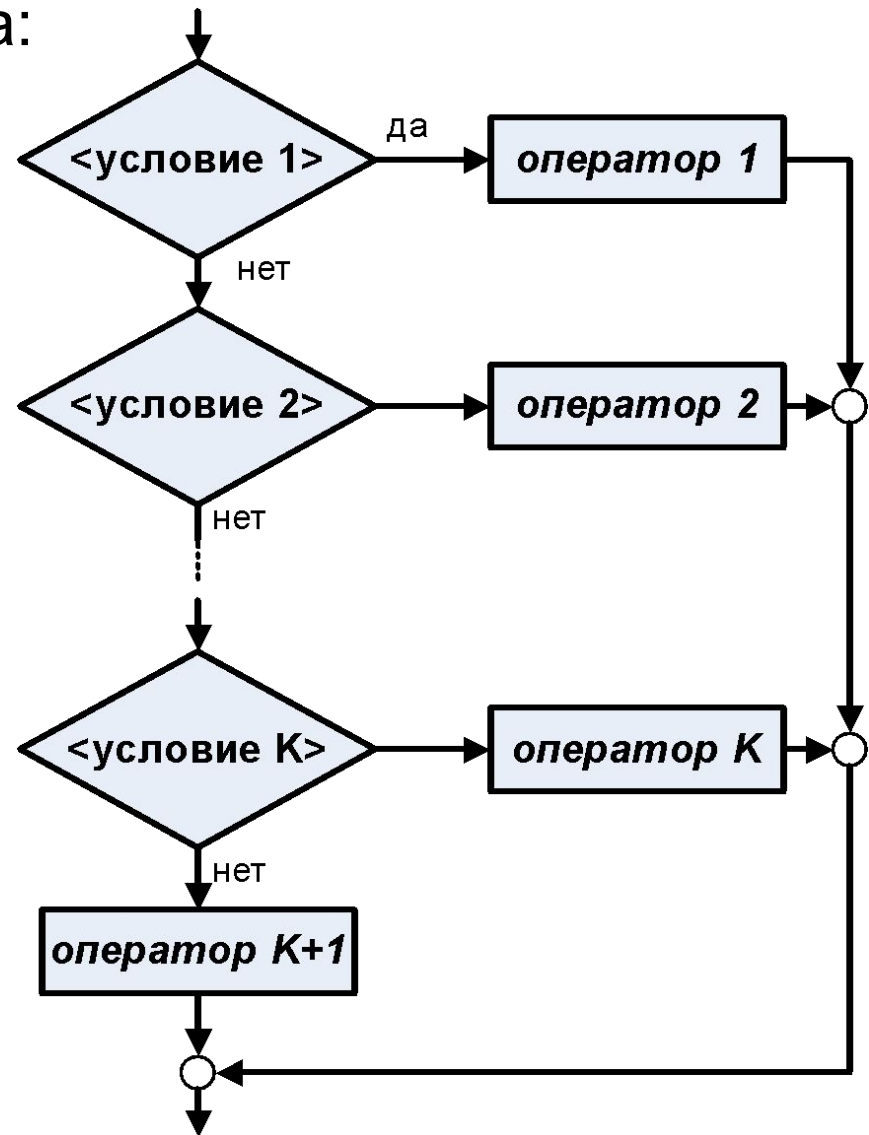 а:
<условие 1>
да
оператор 1
нет
<условие 2>
оператор 2
нет
<условие K>
оператор K
нет
оператор K+1